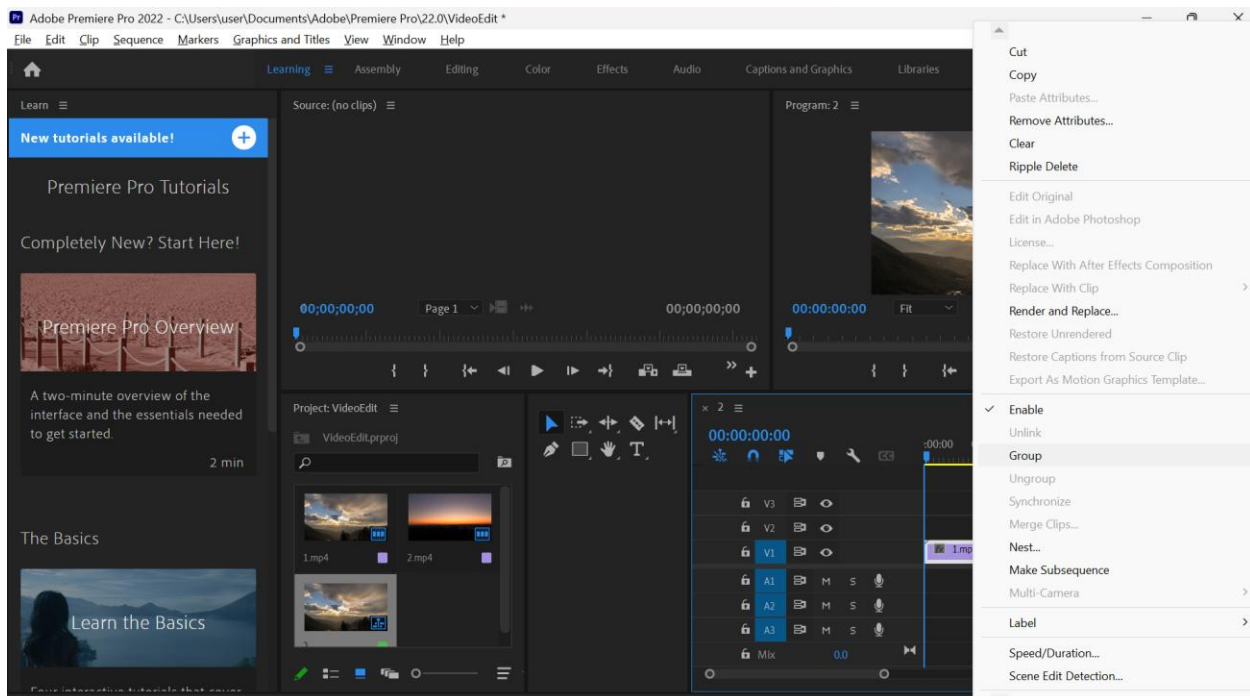 Adobe Premiere Pro 2022 - C:\Users\user\Documents\Adobe\Premiere Pro\22.0\VideoEdit *
File Edit Clip Sequence Markers Graphics and Titles View Window Help
Learning Assembly Editing Color Effects Audio Captions and Graphics Libraries
Learn
New tutorials available!
Premiere Pro Tutorials
Completely New? Start Here!
Premiere Pro Overview
A two-minute overview of the
interface and the essentials needed
to get started.
2 min
The Basics
Learn the Basics
Four interactive tutorials that cover
Source: (no clips)
00;00;00;00 Page 1 00;00;00;00
Program: 2
00:00:00:00 Fit
Project: VideoEdit
VideoEdit.prproj
1.mp4 2.mp4
2
T
× 2
00:00:00:00
:00:00
V3
V2
V1
1.mp
A1 M S
A2 M S
A3 M S
Mix 0.0
Cut
Copy
Paste Attributes...
Remove Attributes...
Clear
Ripple Delete
Edit Original
Edit in Adobe Photoshop
License...
Replace With After Effects Composition
Replace With Clip
Render and Replace...
Restore Unrendered
Restore Captions from Source Clip
Export As Motion Graphics Template...
Enable
Unlink
Group
Ungroup
Synchronize
Merge Clips...
Nest...
Make Subsequence
Multi-Camera
Label
Speed/Duration...
Scene Edit Detection...